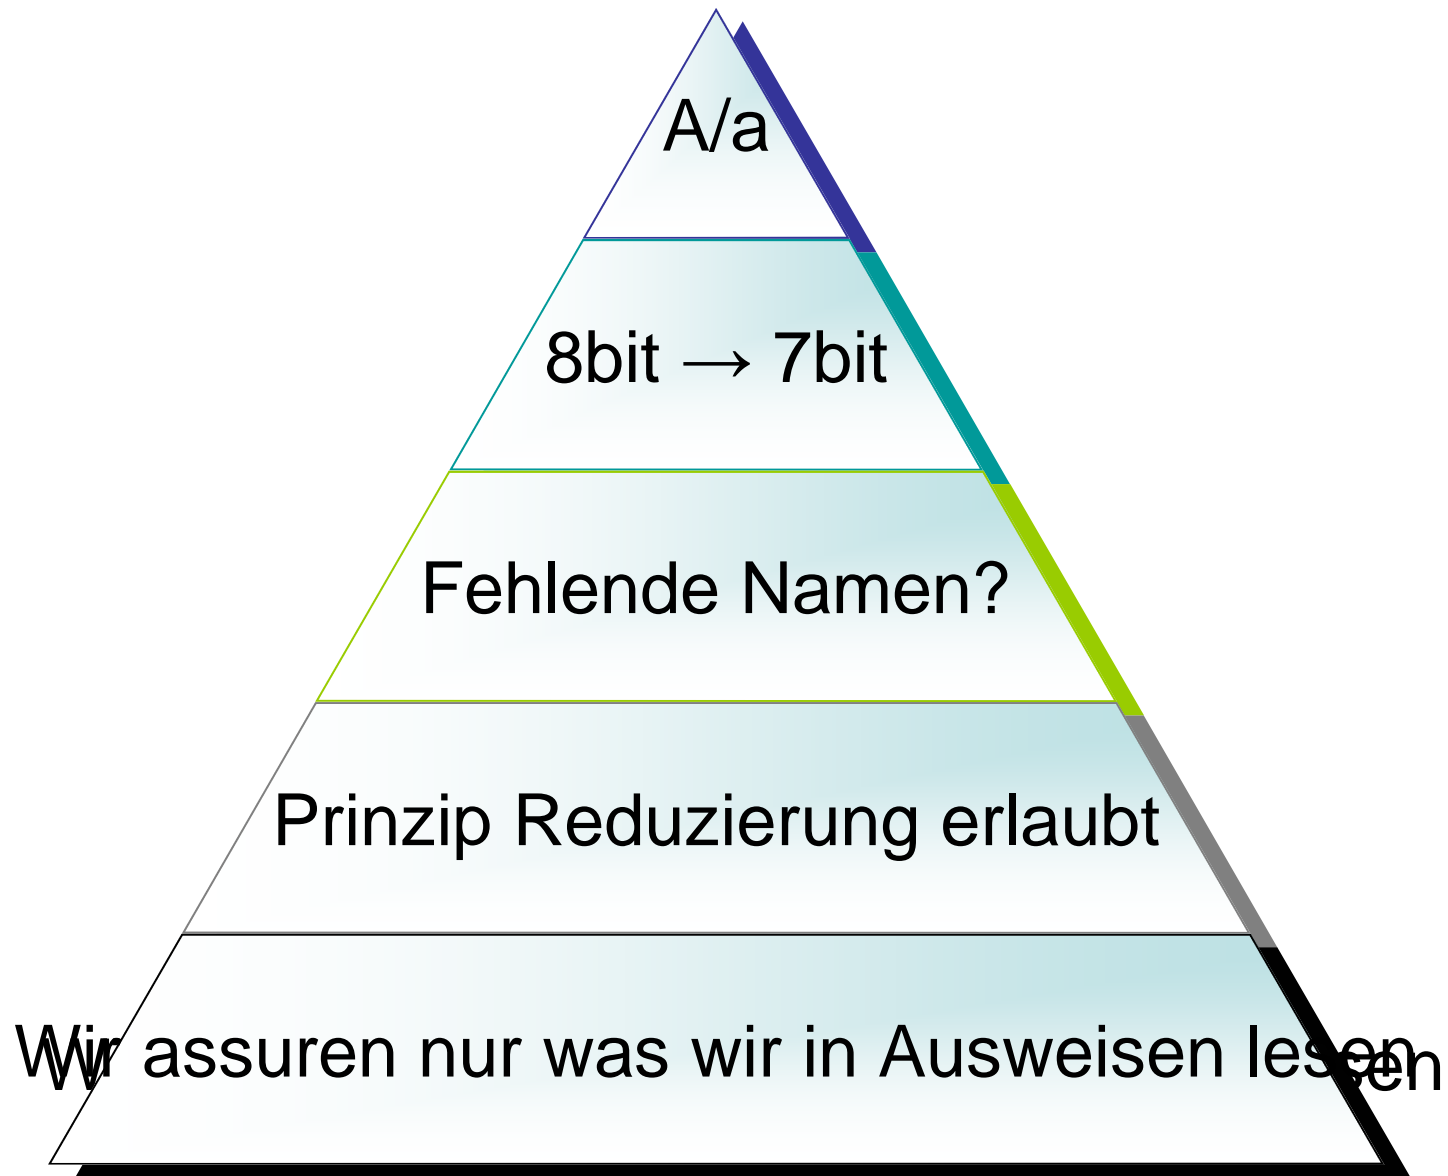 A/a
8bit → 7bit
Fehlende Namen?
Prinzip Reduzierung erlaubt
Wir assuren nur was wir in Ausweisen lesen